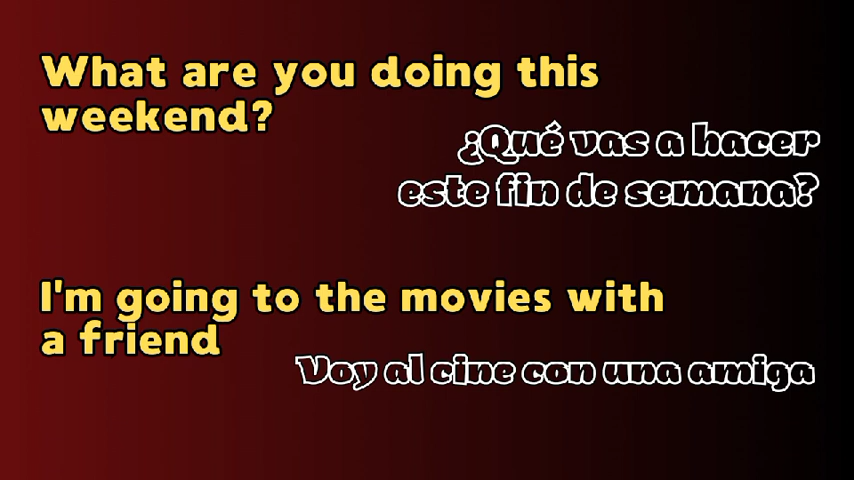 What are you doing this
weekend?
¿Qué vas a hacer
este fin de semana?
I'm going to the movies with
a friend
Voy al cine con una amiga